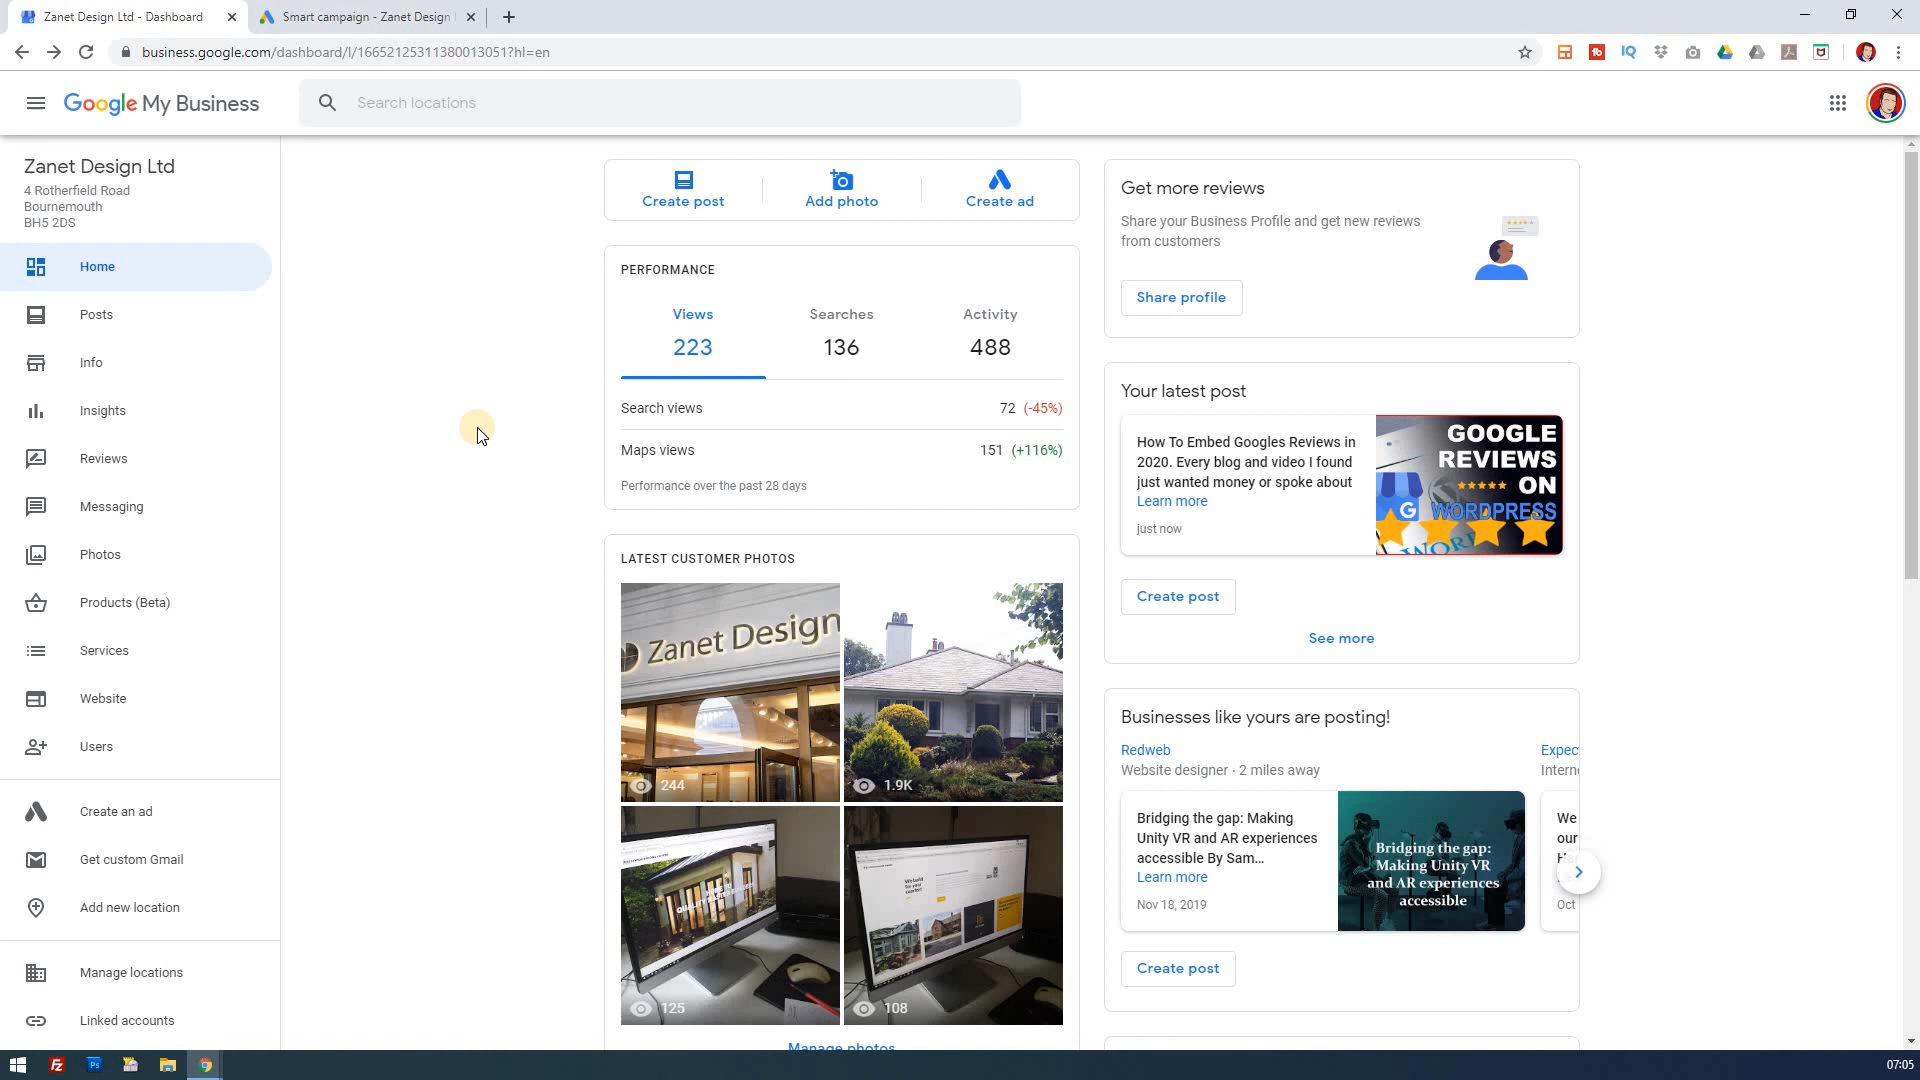 Zanet Design Ltd - Dashboard
Smart campaign - Zanet Design
business.google.com/dashboard/l/16652125311380013051?hl=en
Google My Business
Search locations
Zanet Design Ltd
4 Rotherfield Road
Bournemouth
BH5 2DS
Home
Posts
Info
Insights
Reviews
Messaging
Photos
Products (Beta)
Services
Website
Users
Create an ad
Get custom Gmail
Add new location
Manage locations
Linked accounts
Create post
Add photo
Create ad
PERFORMANCE
Views
Searches
Activity
223
136
488
Search views
72 (-45%)
Maps views
151 (+116%)
Performance over the past 28 days
LATEST CUSTOMER PHOTOS
Zanet Design
244
1.9K
125
108
Manage photos
Get more reviews
Share your Business Profile and get new reviews
from customers
Share profile
Your latest post
How To Embed Googles Reviews in
2020. Every blog and video I found
just wanted money or spoke about
Learn more
just now
GOOGLE
REVIEWS
ON
WORDPRESS
Create post
See more
Businesses like yours are posting!
Redweb
Website designer · 2 miles away
Bridging the gap: Making
Unity VR and AR experiences
accessible By Sam...
Learn more
Nov 18, 2019
Bridging the gap:
Making Unity VR
and AR experiences
accessible
Expec
Intern
We
our
Oct
Create post
07:05